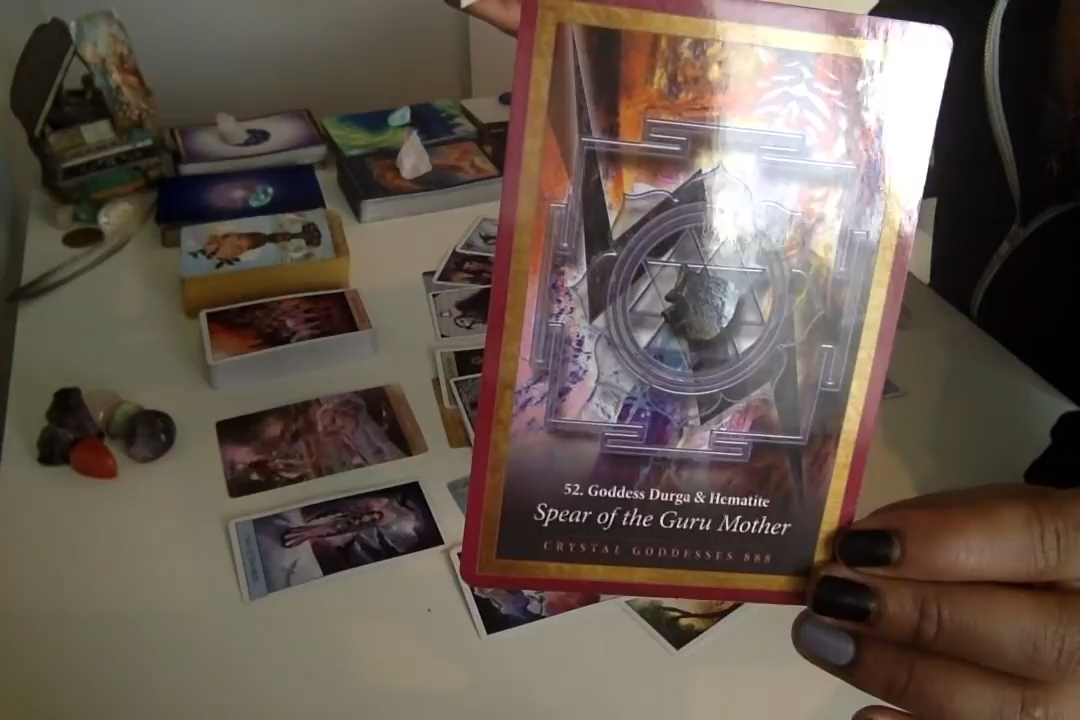 52. Goddess Durga & Hematite
Spear of the Guru Mother
CRYSTAL GODDESSES 888